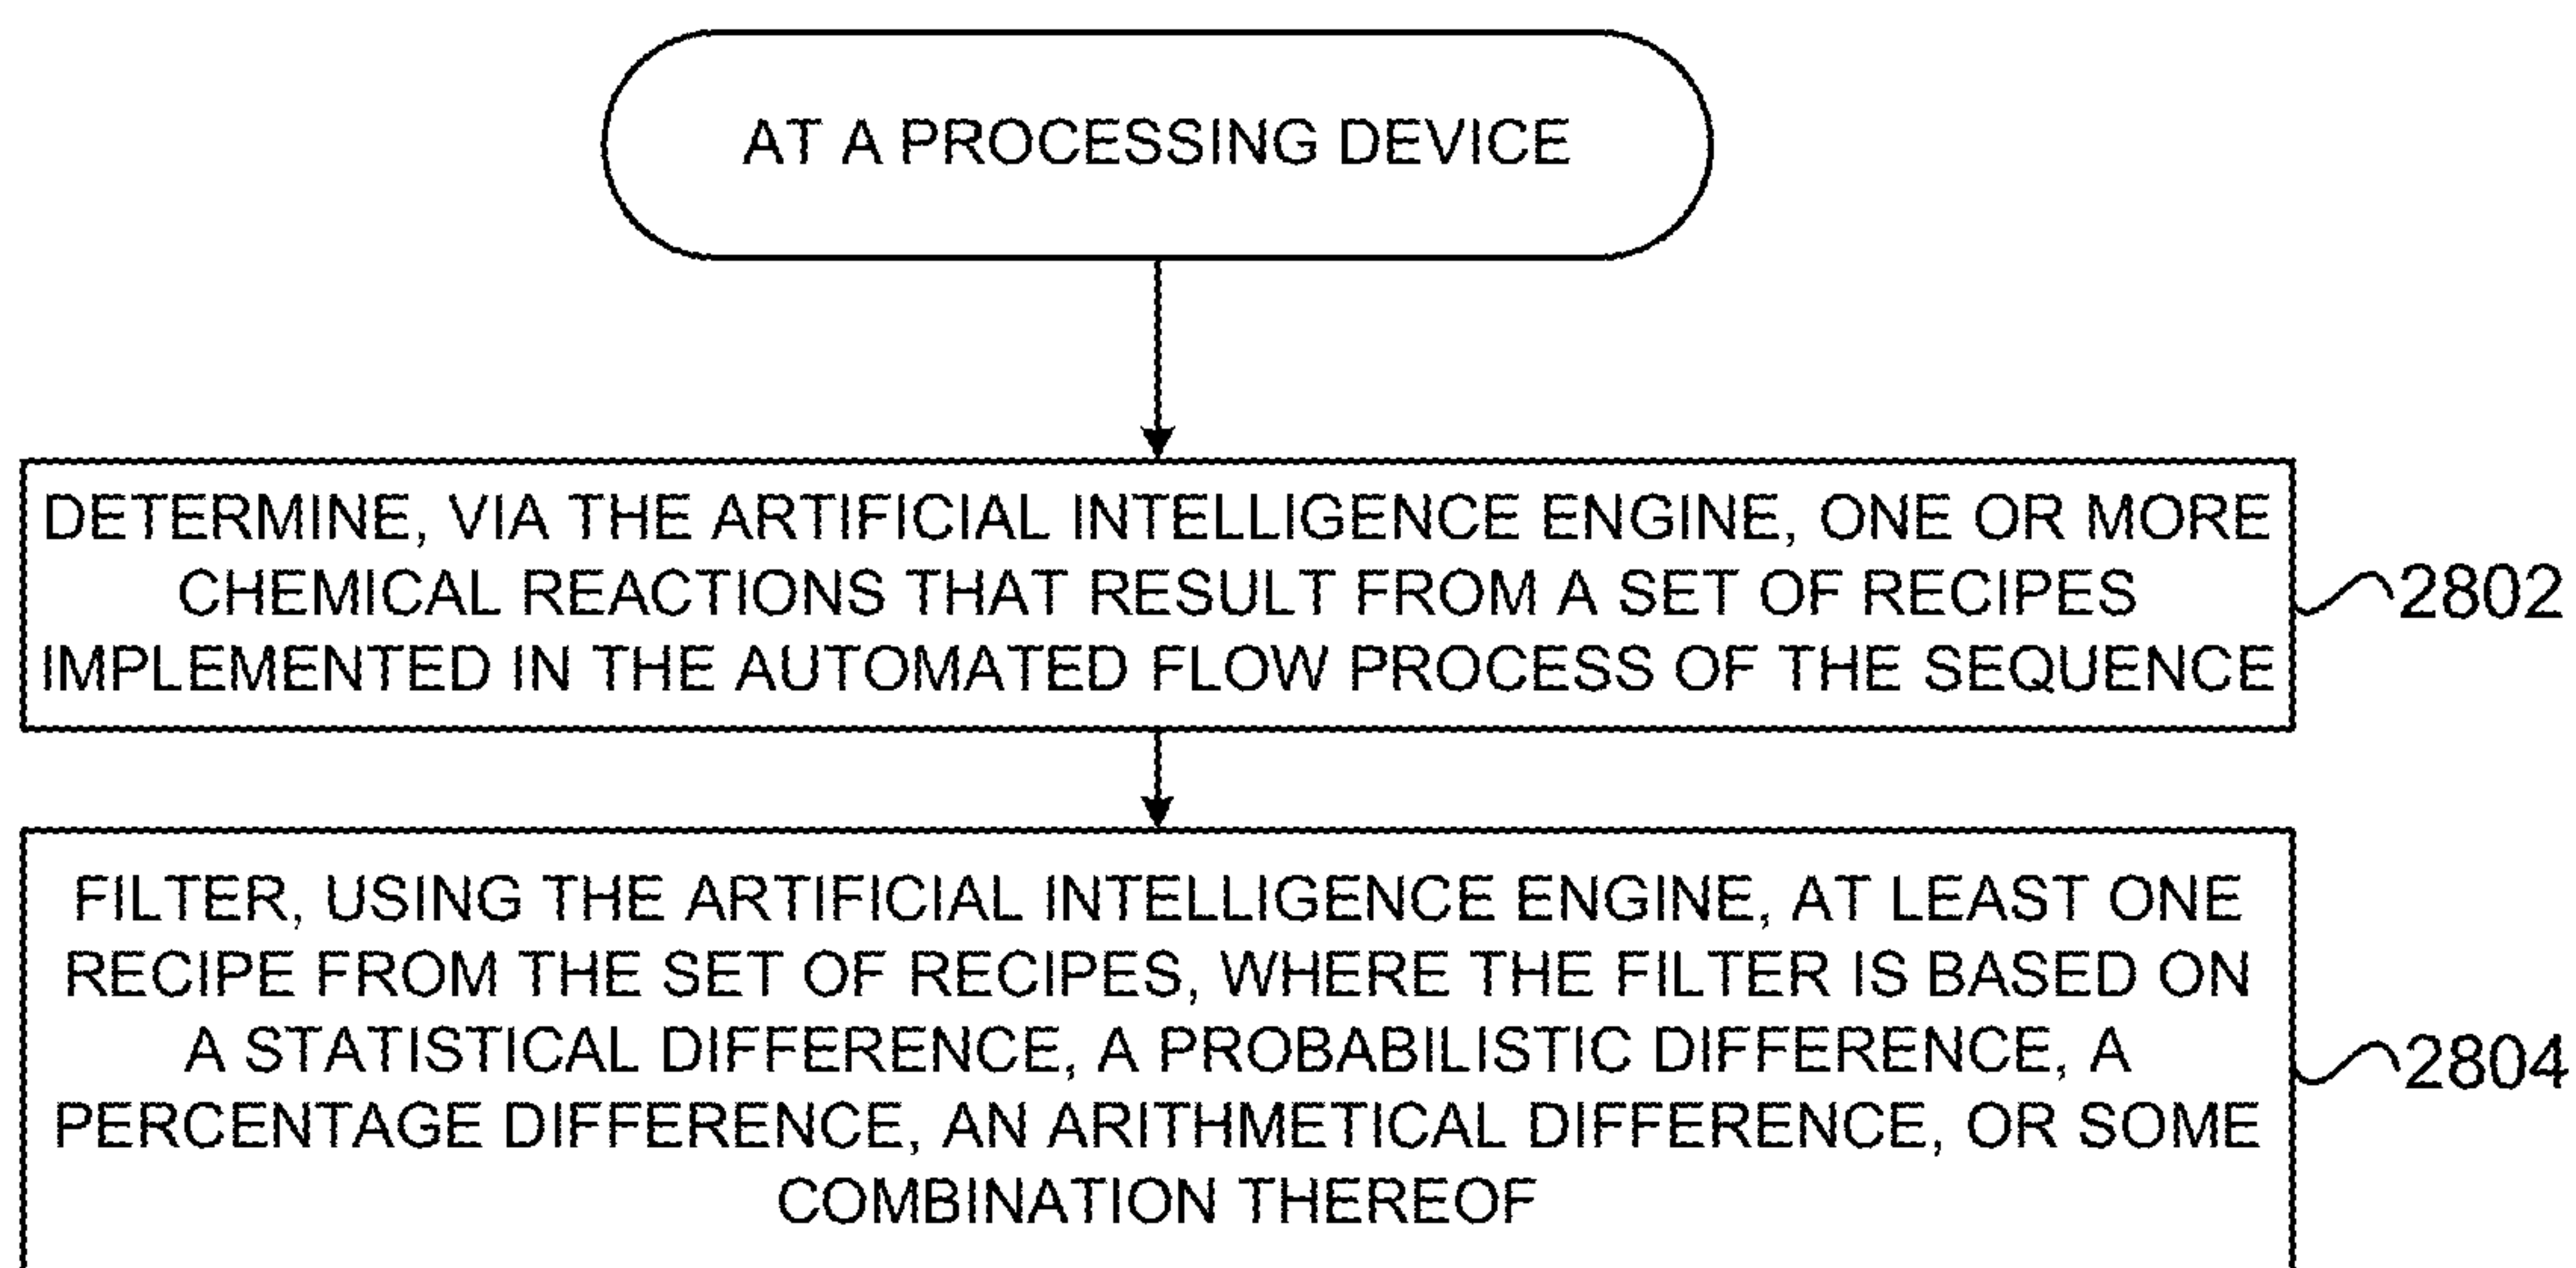 AT A PROCESSING DEVICE
DETERMINE, VIA THE ARTIFICIAL INTELLIGENCE ENGINE, ONE OR MORE
CHEMICAL REACTIONS THAT RESULT FROM A SET OF RECIPES
IMPLEMENTED IN THE AUTOMATED FLOW PROCESS OF THE SEQUENCE
2802
FILTER, USING THE ARTIFICIAL INTELLIGENCE ENGINE, AT LEAST ONE
RECIPE FROM THE SET OF RECIPES, WHERE THE FILTER IS BASED ON
A STATISTICAL DIFFERENCE, A PROBABILISTIC DIFFERENCE, A
PERCENTAGE DIFFERENCE, AN ARITHMETICAL DIFFERENCE, OR SOME
COMBINATION THEREOF
2804